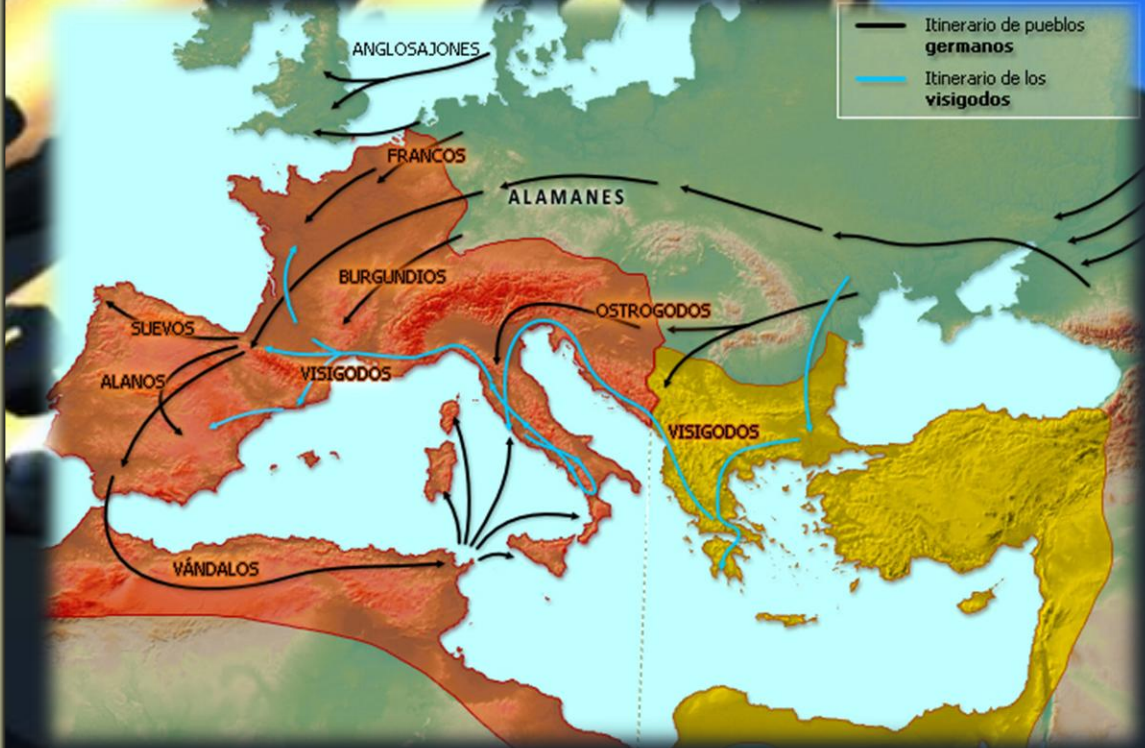 Itinerario de pueblos
germanos
Itinerario de los
visigodos
ANGLOSAJONES
FRANCOS
ALAMANES
BURGUNDIOS
OSTROGODOS
SUEVOS
ALANOS
VISIGODOS
VISIGODOS
VÁNDALOS